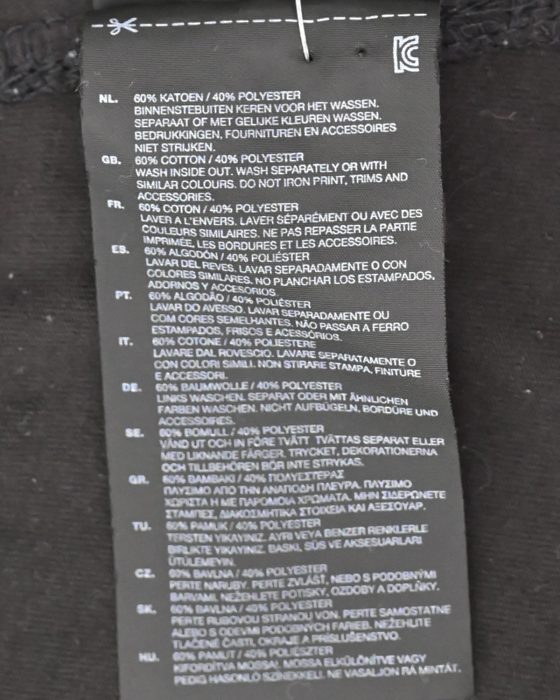 NL. 60% KATOEN / 40% POLYESTER
BINNENSTEBUITEN KEREN VOOR HET WASSEN.
SEPARAAT OF MET GELIJKE KLEUREN WASSEN.
BEDRUKKINGEN, FOURNITUREN EN ACCESSOIRES
NIET STRIJKEN.
GB. 60% COTTON / 40% POLYESTER
WASH INSIDE OUT. WASH SEPARATELY OR WITH
SIMILAR COLOURS. DO NOT IRON PRINT, TRIMS AND
ACCESSORIES.
FR. 60% COTON / 40% POLYESTER
LAVER A L'ENVERS. LAVER SÉPARÉMENT OU AVEC DES
COULEURS SIMILAIRES. NE PAS REPASSER LA PARTIE
IMPRIMÉE, LES BORDURES ET LES ACCESSOIRES.
ES. 60% ALGODÓN / 40% POLIÉSTER
LAVAR DEL REVES. LAVAR SEPARADAMENTE O CON
COLORES SIMILARES. NO PLANCHAR LOS ESTAMPADOS,
ADORNOS Y ACCESORIOS
PT. 60% ALGODÃO / 40% POLIÉSTER
LAVAR DO AVESSO. LAVAR SEPARADAMENTE OU
COM CORES SEMELHANTES. NÃO PASSAR A FERRO
ESTAMPADOS, FRISOS E ACESSÓRIOS.
IT. 60% COTONE / 40% POLIESTERE
LAVARE DAL ROVESCIO. LAVARE SEPARATAMENTE O
CON COLORI SIMILI. NON STIRARE STAMPA, FINITURE
E ACCESSORI.
DE. 60% BAUMWOLLE / 40% POLYESTER
LINKS WASCHEN. SEPARAT ODER MIT ÄHNLICHEN
FARBEN WASCHEN. NICHT AUFBÜGELN, BORDÜRE UND
ACCESSOIRES.
SE. 60% BOMULL / 40% POLYESTER
VÄND UT OCH IN FÖRE TVÄTT TVÄTTAS SEPARAT ELLER
MED LIKNANDE FÄRGER. TRYCKET, DEKORATIONERNA
OCH TILLBEHÖREN BÖR INTE STRYKAS.
GR. 60% ΒΑΜΒΑΚΙ / 40% ΠΟΛΥΕΣΤΕΡΑΣ
ΠΛΥΣΙΜΟ ΑΠΟ ΤΗΝ ΑΝΑΠΟΔΗ ΠΛΕΥΡΑ. ΠΛΥΣΙΜΟ
ΧΩΡΙΣΤΑ Η ΜΕ ΠΑΡΟΜΟΙΑ ΧΡΩΜΑΤΑ. ΜΗΝ ΣΙΔΕΡΩΝΕΤΕ
ΣΤΑΜΠΕΣ, ΔΙΑΚΟΣΜΗΤΙΚΑ ΣΤΟΙΧΕΙΑ ΚΑΙ ΑΞΕΣΟΥΑΡ.
TU. 60% PAMUK / 40% POLYESTER
TERSTEN YIKAYINIZ. AYRI VEYA BENZER RENKLERLE
BIRLIKTE YIKAYINIZ. BASKI, SÜS VE AKSESUARLARI
ÜTÜLEMEYIN.
CZ. 60% BAVLNA / 40% POLYESTER
PERTE NARUBY. PERTE ZVLÁŠT, NEBO S PODOBNÝMI
BARVAMI. NEŽEHLETE POTISKY, OZDOBY A DOPLŇKY.
SK. 60% BAVLNA / 40% POLYESTER
PERTE RUBOVOU STRANOU VON. PERTE SAMOSTATNE
ALEBO S ODEVMI PODOBNÝCH FARIEB. NEŽEHLITE
TLAČENÉ ČASTI, OKRAJE A PRÍSLUŠENSTVO.
HU. 60% PAMUT / 40% POLIÉSZTER
KIFORDÍTVA MOSSA! MOSSA ELKÜLÖNÍTVE VAGY
PEDIG HASONLÓ SZINEKKEL. NE VASALJON RÁ MINTÁT.